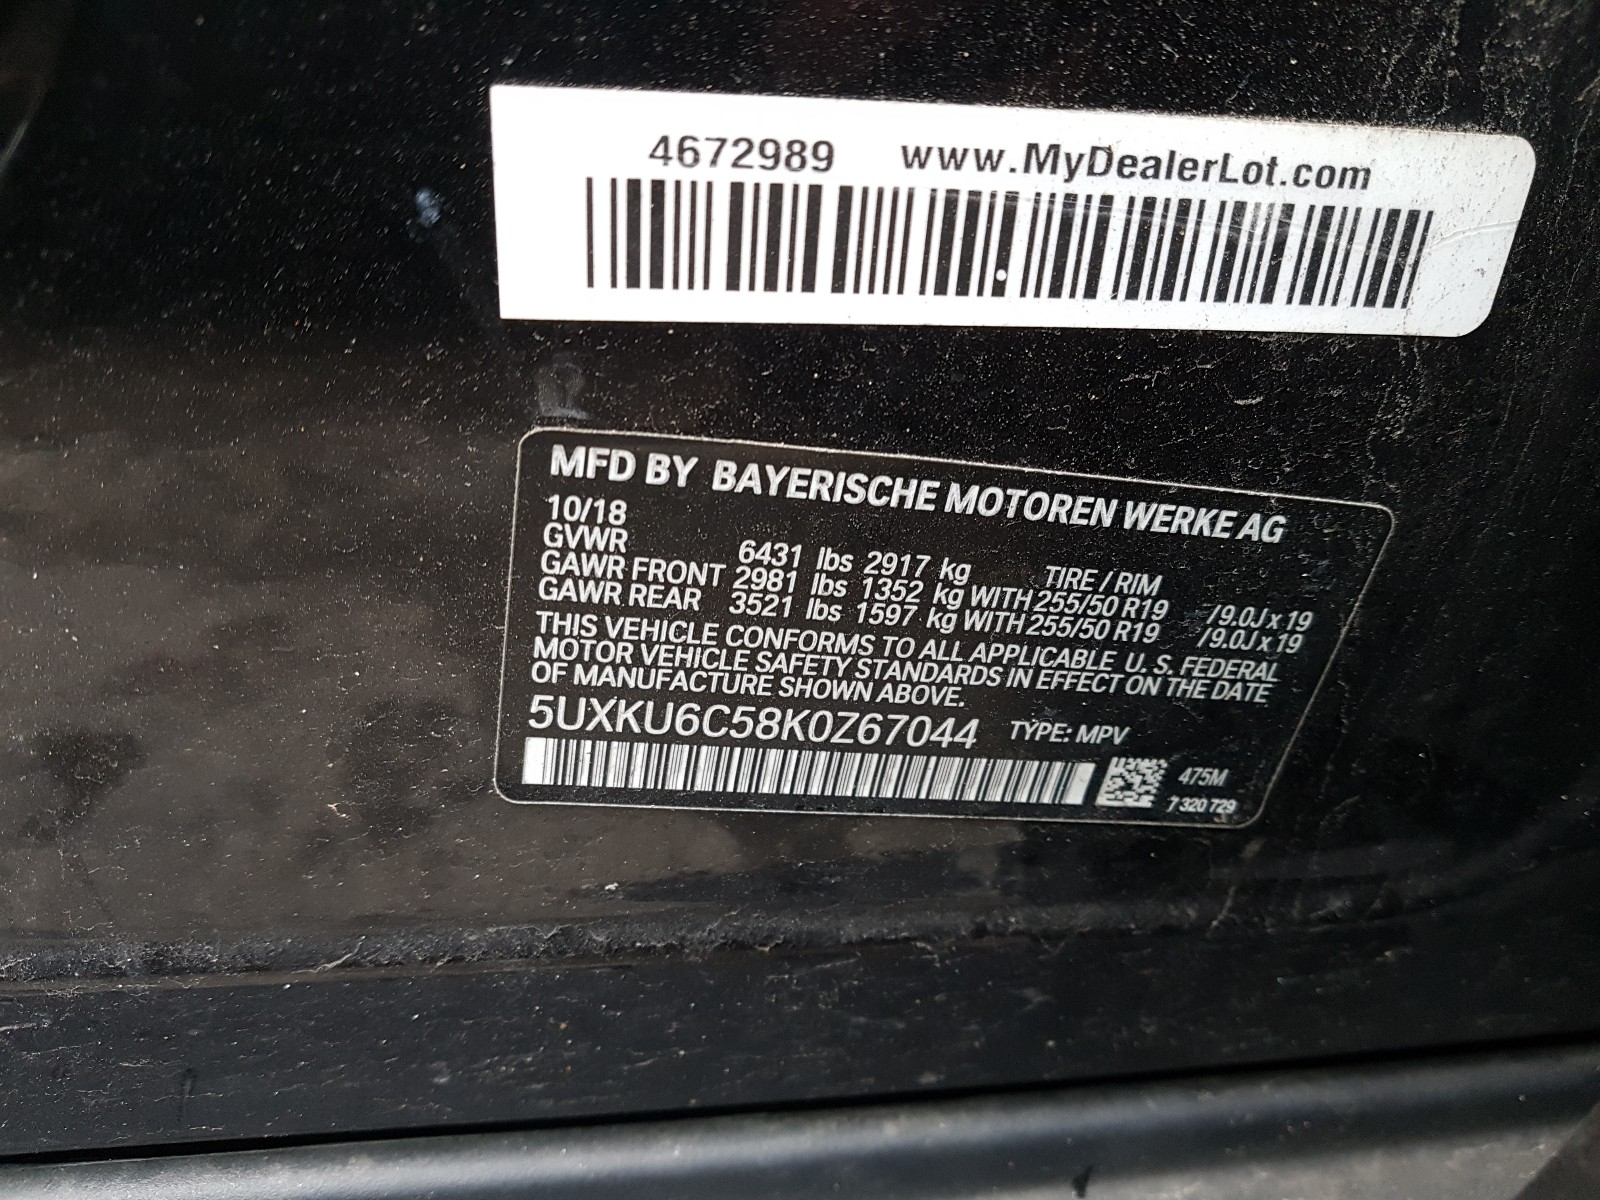 4672989 www.MyDealerLot.com
MFD BY BAYERISCHE MOTOREN WERKE AG
10/18
GVWR 6431 lbs 2917 kg TIRE / RIM
GAWR FRONT 2981 lbs 1352 kg WITH 255/50 R19 /9.0J x 19
GAWR REAR 3521 lbs 1597 kg WITH 255/50 R19 /9.0J x 19
THIS VEHICLE CONFORMS TO ALL APPLICABLE U. S. FEDERAL
MOTOR VEHICLE SAFETY STANDARDS IN EFFECT ON THE DATE
OF MANUFACTURE SHOWN ABOVE.
5UXKU6C58K0Z67044 TYPE: MPV
475M
7 320 729